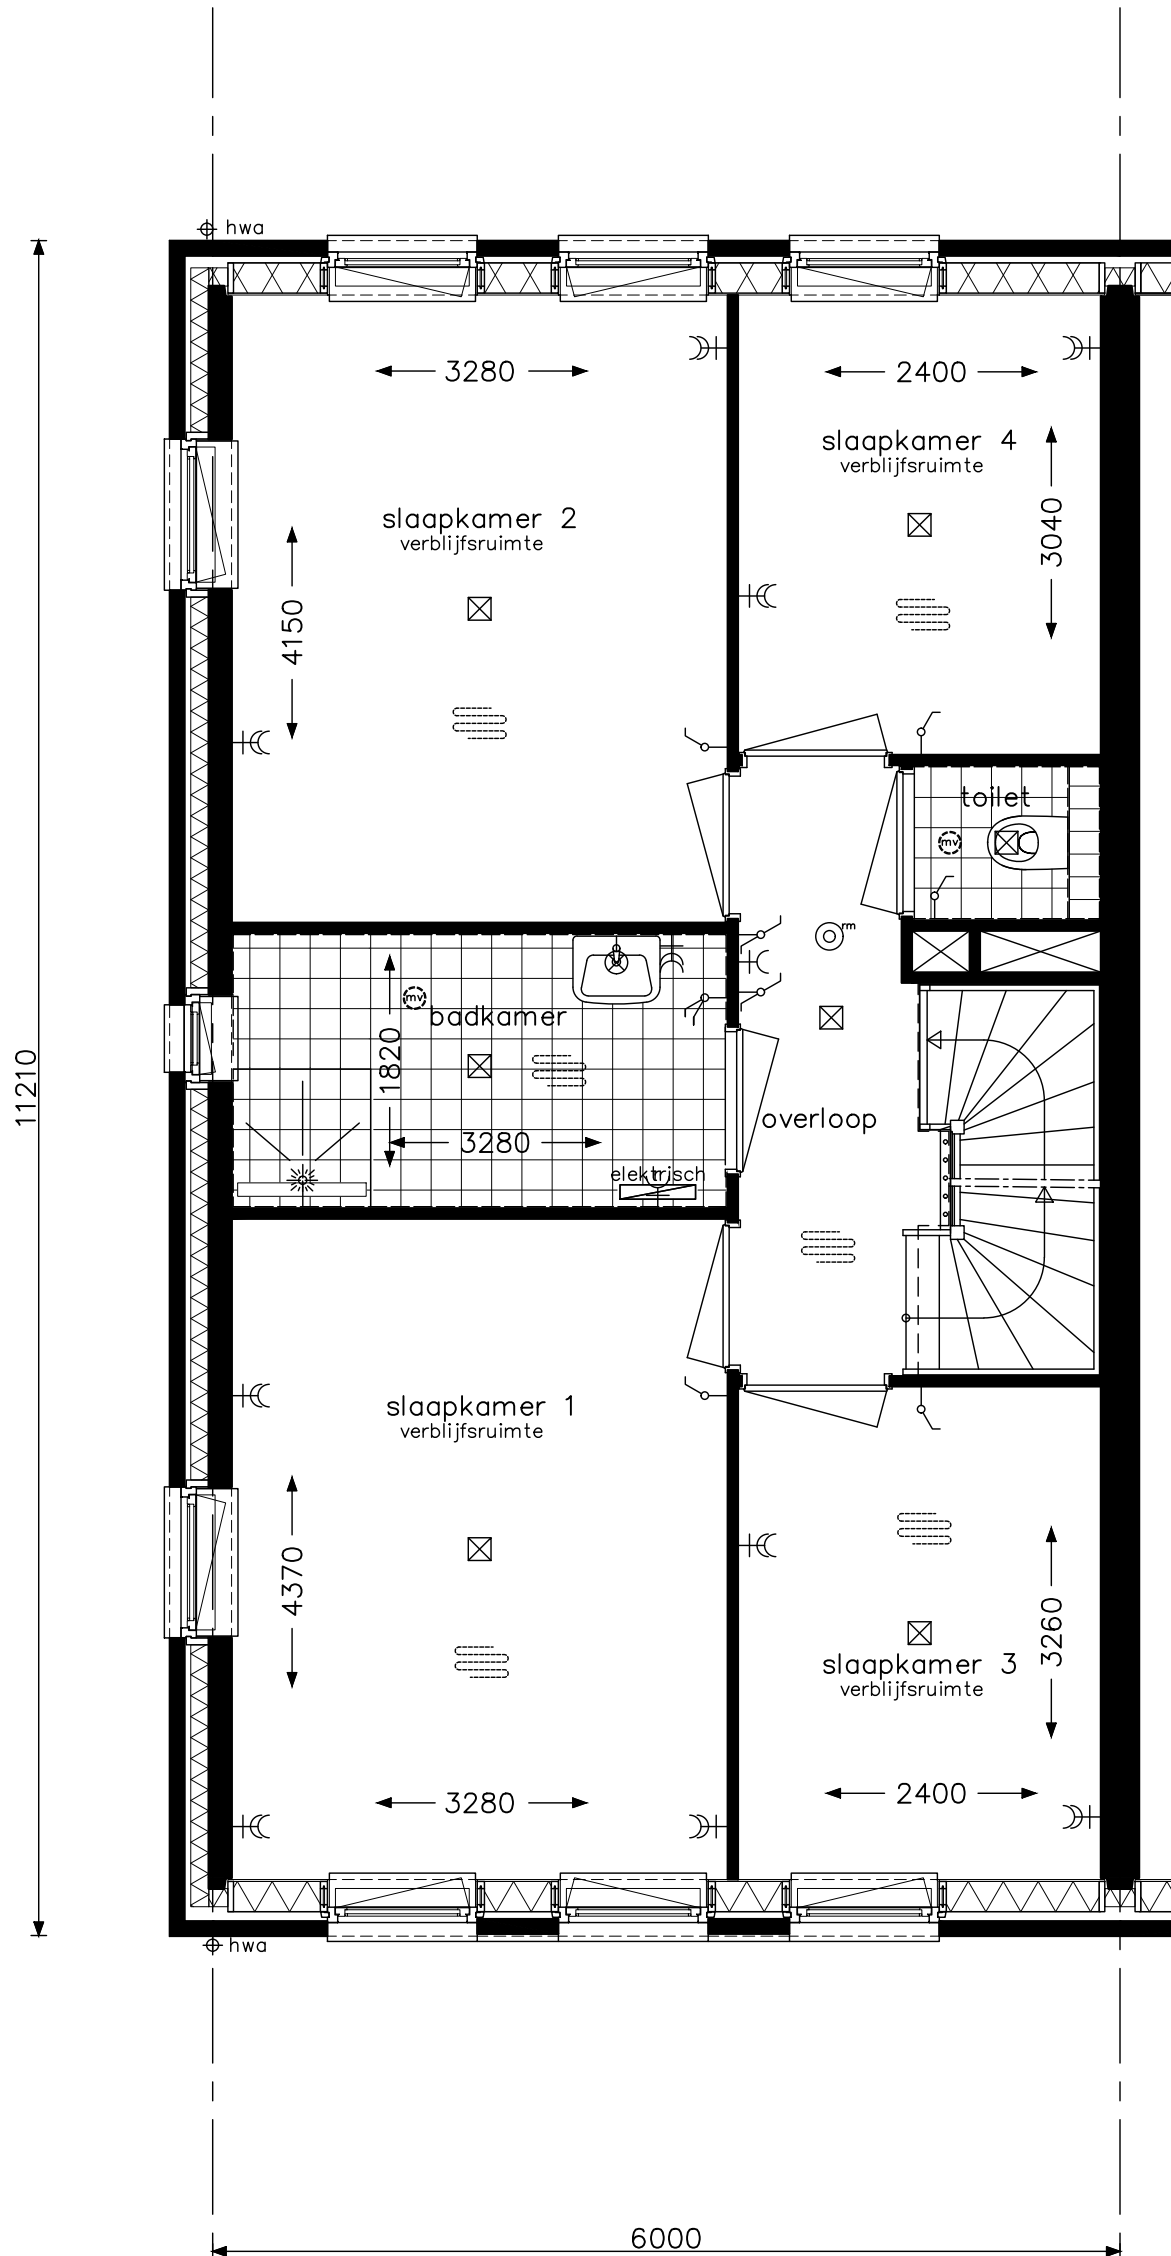 hwa
3280
2400
slaapkamer 4
verblijfsruimte
3040
slaapkamer 2
verblijfsruimte
4150
toilet
mv
rm
mv
badkamer
1820
3280
elektrisch
overloop
11210
slaapkamer 1
verblijfsruimte
4370
3260
slaapkamer 3
verblijfsruimte
2400
3280
hwa
6000